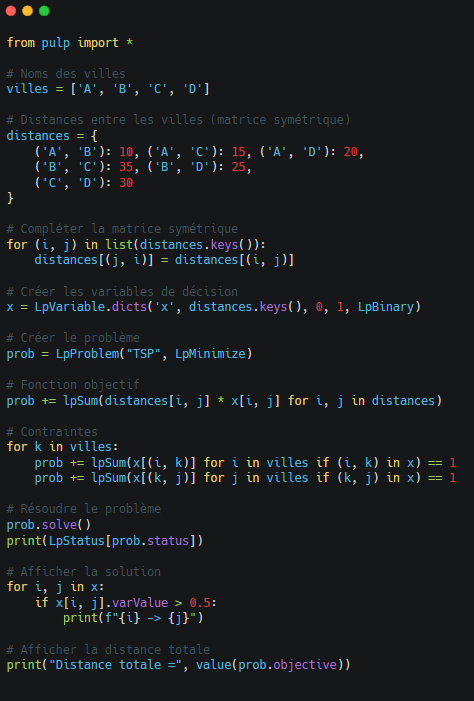 from pulp import *
# Noms des villes
villes = ['A', 'B', 'C', 'D']
# Distances entre les villes (matrice symétrique)
distances = {
    ('A', 'B'): 10, ('A', 'C'): 15, ('A', 'D'): 20,
    ('B', 'C'): 35, ('B', 'D'): 25,
    ('C', 'D'): 30
}
# Compléter la matrice symétrique
for (i, j) in list(distances.keys()):
    distances[(j, i)] = distances[(i, j)]
# Créer les variables de décision
x = LpVariable.dicts('x', distances.keys(), 0, 1, LpBinary)
# Créer le problème
prob = LpProblem("TSP", LpMinimize)
# Fonction objectif
prob += lpSum(distances[i, j] * x[i, j] for i, j in distances)
# Contraintes
for k in villes:
    prob += lpSum(x[(i, k)] for i in villes if (i, k) in x) == 1
    prob += lpSum(x[(k, j)] for j in villes if (k, j) in x) == 1
# Résoudre le problème
prob.solve()
print(LpStatus[prob.status])
# Afficher la solution
for i, j in x:
    if x[i, j].varValue > 0.5:
        print(f"{i} -> {j}")
# Afficher la distance totale
print("Distance totale =", value(prob.objective))